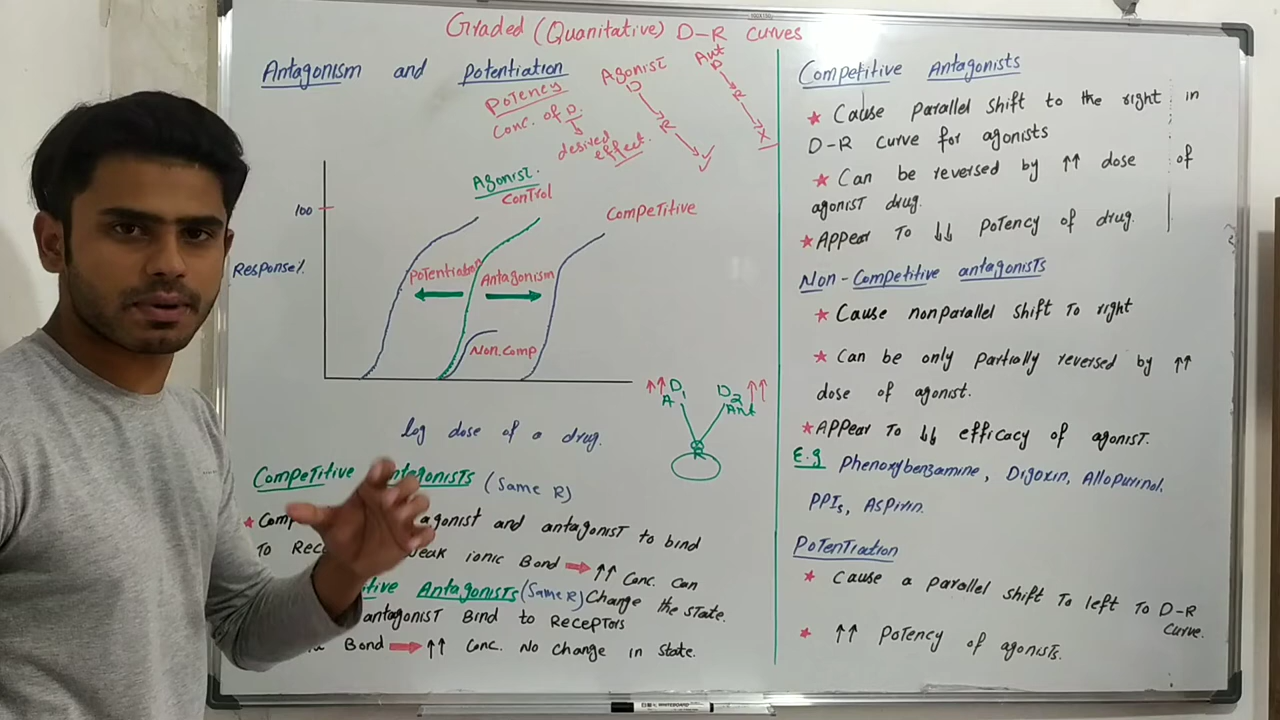 Graded (Quanitative) D-R curves
Antagonism and potentiation
Potency
Conc. of D.
desired
effect.
Agonist
D
R
Ant
D
R
X
Agonist.
Control
Competitive
100
Response%
Potentiation
Antagonism
Non.Comp
log dose of a drug.
D1
A
D2
Ant
R
Competitive Antagonists (Same R)
agonist and antagonist to bind
To weak ionic Bond → ↑↑ Conc. can
Change the state.
Antagonists (Same R)
antagonist Bind to Receptors
Bond → ↑↑ Conc. No change in state.
Competitive Antagonists
★ Cause parallel shift to the right in
D-R curve for agonists
★ Can be reversed by ↑↑ dose of
agonist drug.
★ Appear To ↓↓ potency of drug.
Non-Competitive antagonists
★ Cause nonparallel shift To right
★ Can be only partially reversed by ↑↑
dose of agonist.
★ Appear To ↓↓ efficacy of agonist.
E.g Phenoxybenzamine, Digoxin, Allopurinol.
PPIs, Aspirin.
Potentiation
★ Cause a parallel shift To left To D-R
Curve.
★ ↑↑ potency of agonists.